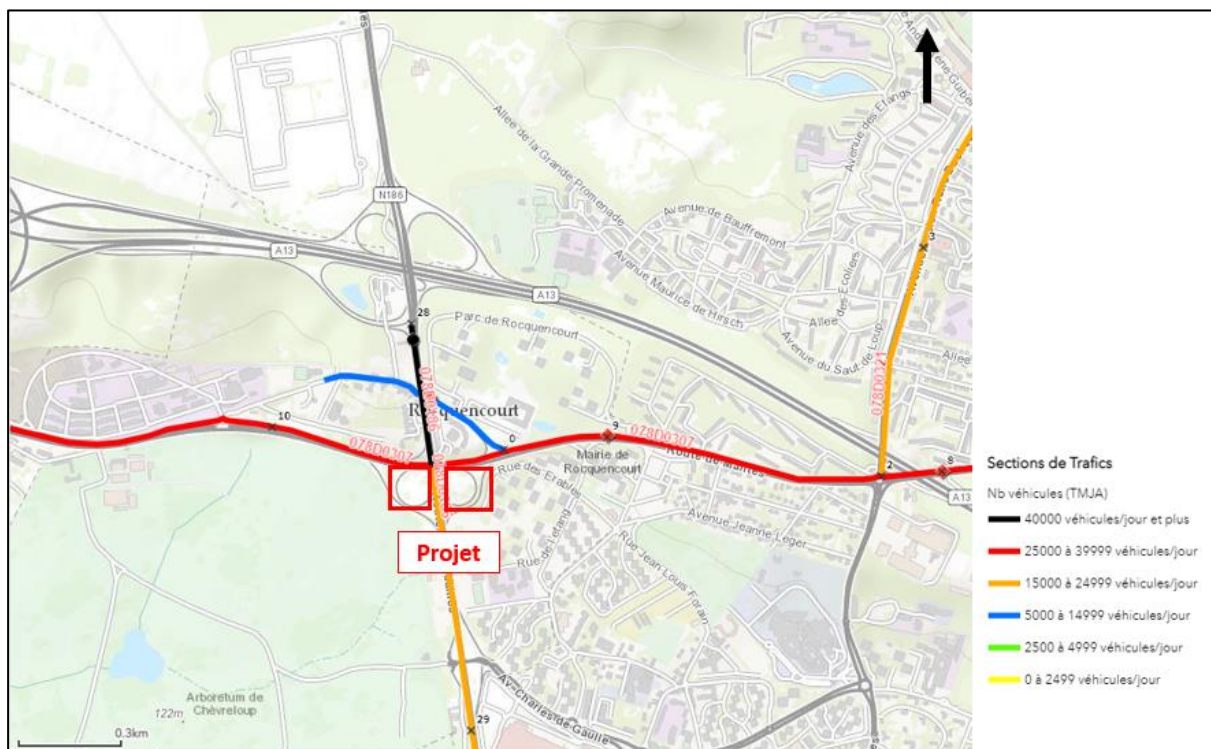 Allée de la Grande Promenade
Avenue des Etangs
N186
A13
Avenue de Bauffremont
3
A13
Avenue Maurice de Hirsch
Allée des Ecoliers
28
Parc de Rocquencourt
Avenue du Saut de Loup
078D0321
Rocquencourt
10
0
9
078D0307
078D0307
Mairie de
Rocquencourt
Route de Mantes
2
8
A13
Rue des Erables
Rue de l'Etang
Avenue Jeanne Leger
Projet
Rue Jean Louis Forain
Av-Charles-de-Gaulle
Arboretum de
Chèvreloup
122m
29
0.3km
Sections de Trafics
Nb véhicules (TMJA)
40000 véhicules/jour et plus
25000 à 39999 véhicules/jour
15000 à 24999 véhicules/jour
5000 à 14999 véhicules/jour
2500 à 4999 véhicules/jour
0 à 2499 véhicules/jour